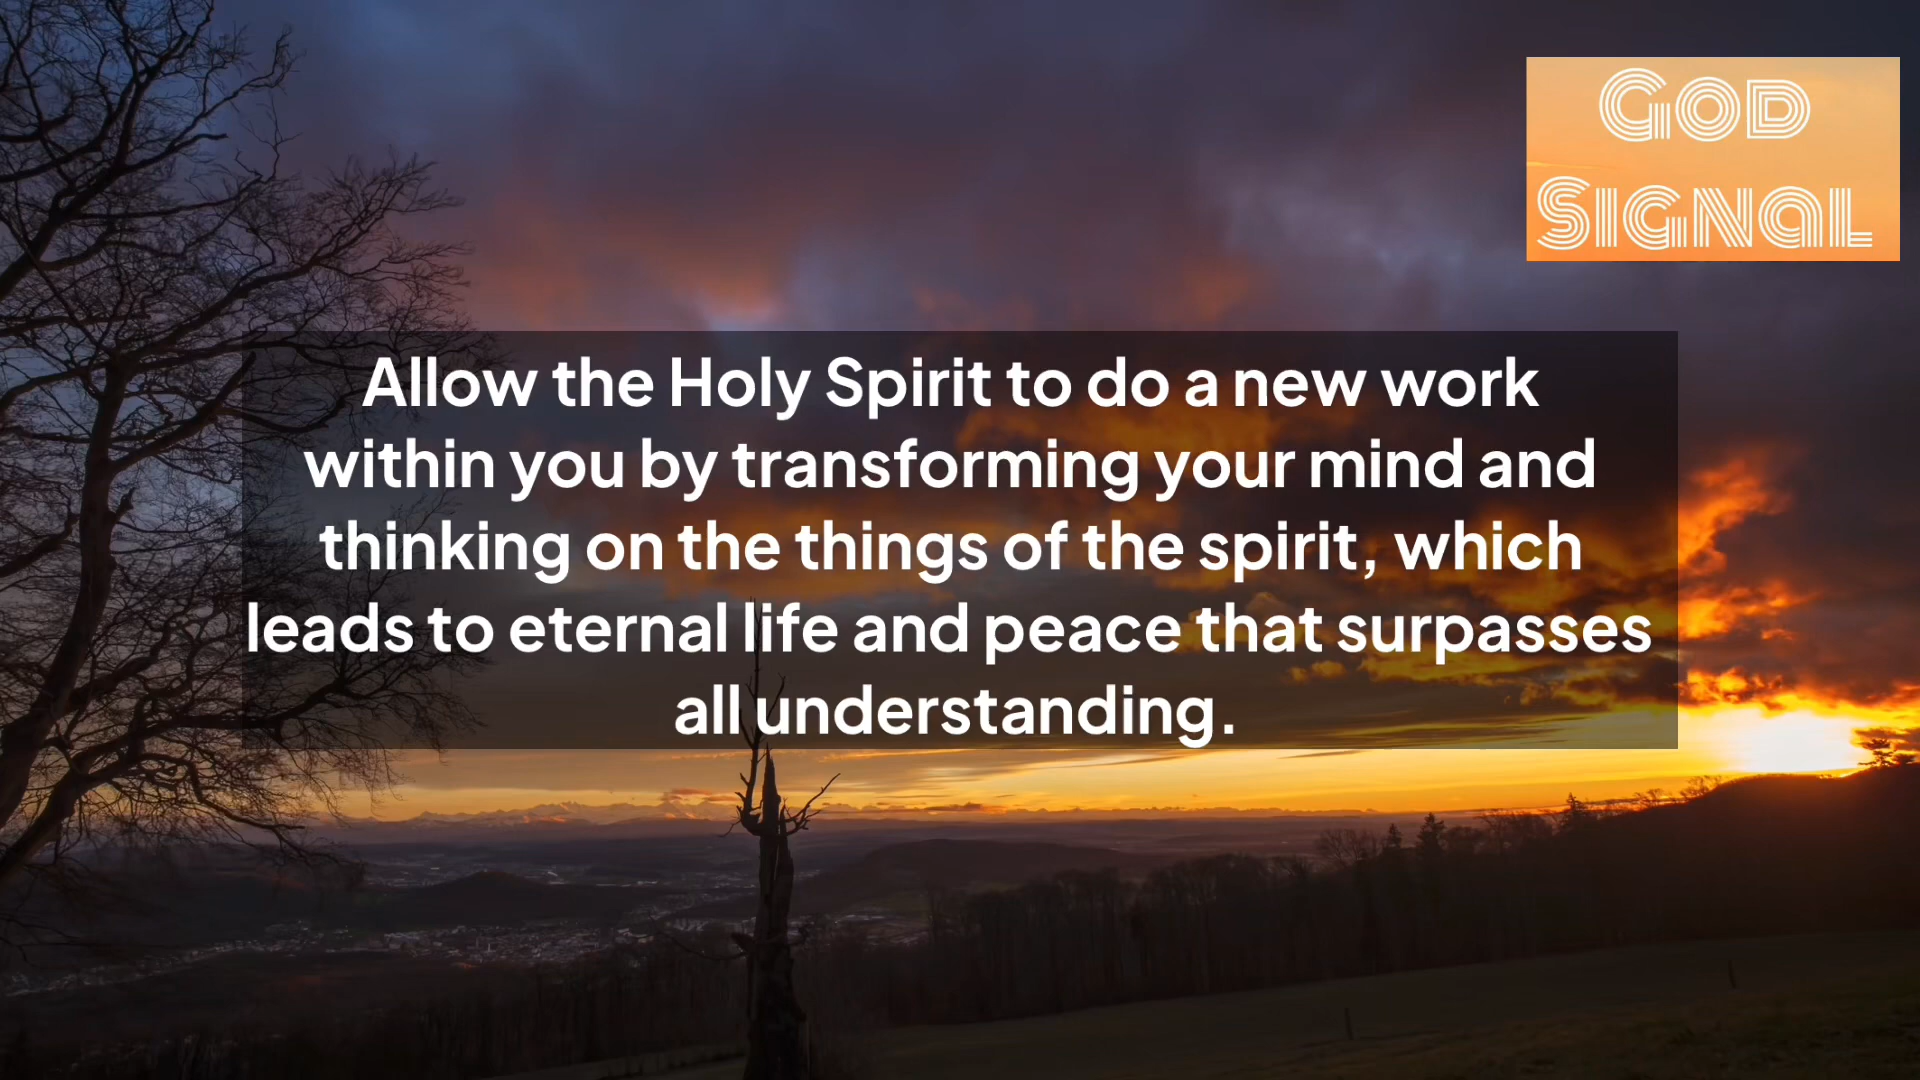 God
Signal
Allow the Holy Spirit to do a new work
within you by transforming your mind and
thinking on the things of the spirit, which
leads to eternal life and peace that surpasses
all understanding.